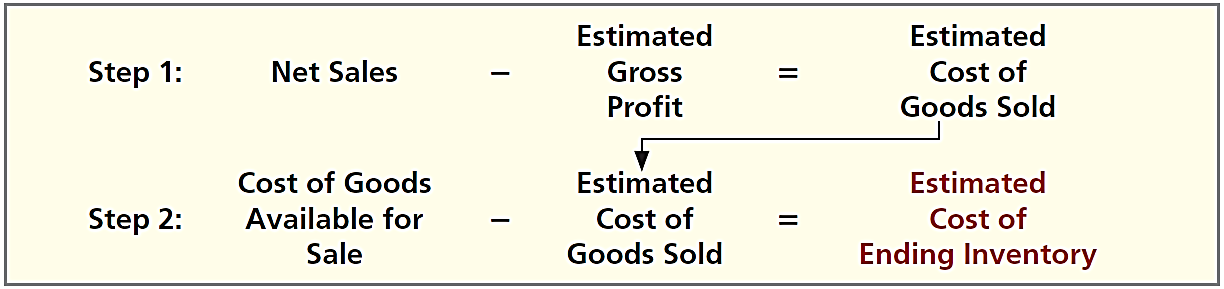 Step 1: Net Sales – Estimated Gross Profit = Estimated Cost of Goods Sold
Step 2: Cost of Goods Available for Sale – Estimated Cost of Goods Sold = Estimated Cost of Ending Inventory